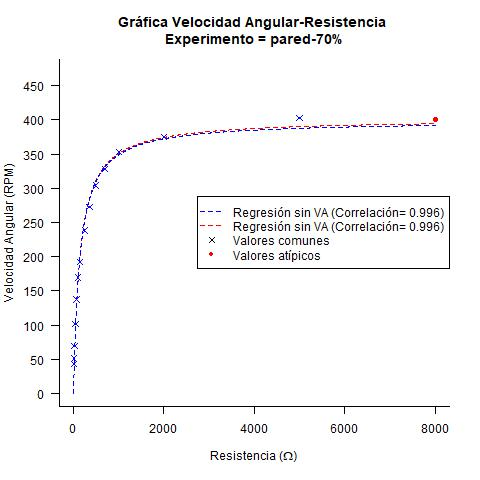 Gráfica Velocidad Angular-Resistencia
Experimento = pared-70%
Velocidad Angular (RPM)
450
400
350
300
250
200
150
100
50
0
Regresión sin VA (Correlación= 0.996)
Regresión sin VA (Correlación= 0.996)
Valores comunes
Valores atípicos
0
2000
4000
6000
8000
Resistencia (Ω)